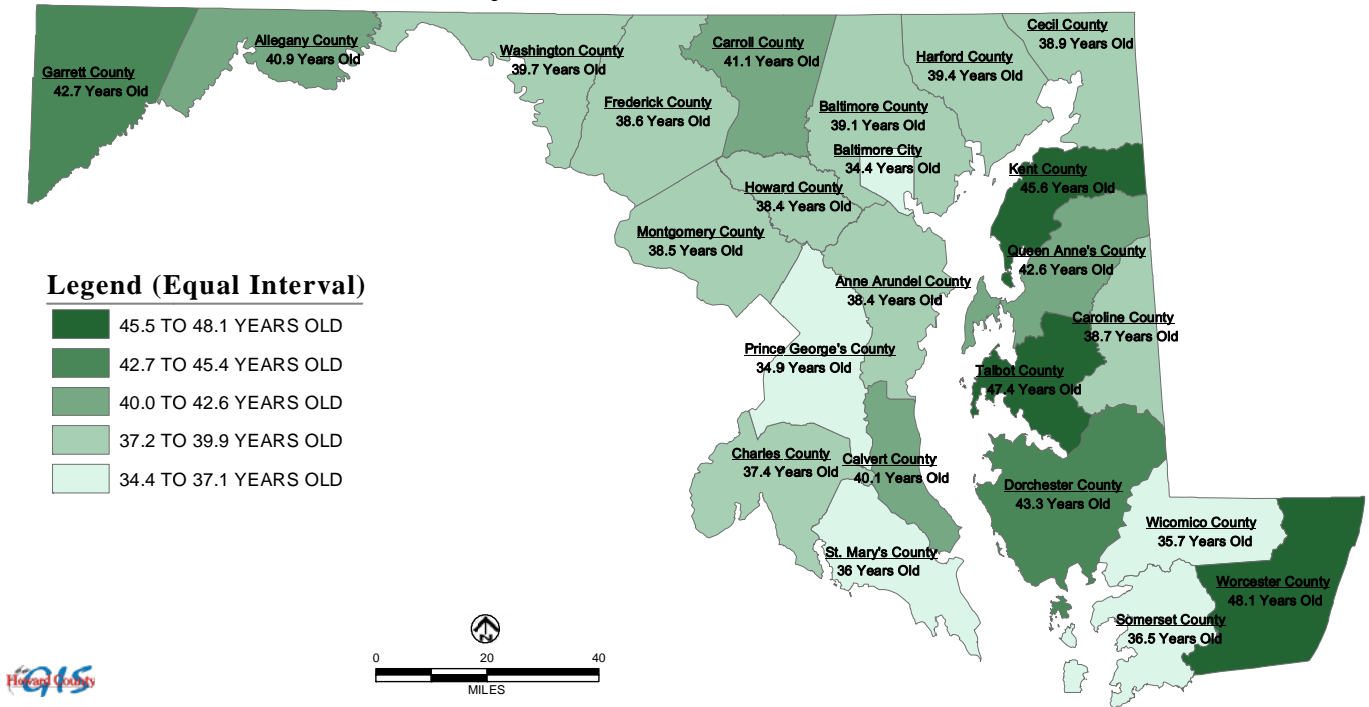 Cecil County
38.9 Years Old
Allegany County
40.9 Years Old
Carroll County
41.1 Years Old
Washington County
39.7 Years Old
Harford County
39.4 Years Old
Garrett County
42.7 Years Old
Frederick County
38.6 Years Old
Baltimore County
39.1 Years Old
Baltimore City
34.4 Years Old
Kent County
45.6 Years Old
Howard County
38.4 Years Old
Montgomery County
38.5 Years Old
Queen Anne's County
42.6 Years Old
Anne Arundel County
38.4 Years Old
Caroline County
38.7 Years Old
Prince George's County
34.9 Years Old
Talbot County
47.4 Years Old
Charles County
37.4 Years Old
Calvert County
40.1 Years Old
Dorchester County
43.3 Years Old
Wicomico County
35.7 Years Old
St. Mary's County
36 Years Old
Worcester County
48.1 Years Old
Somerset County
36.5 Years Old
Legend (Equal Interval)
45.5 TO 48.1 YEARS OLD
42.7 TO 45.4 YEARS OLD
40.0 TO 42.6 YEARS OLD
37.2 TO 39.9 YEARS OLD
34.4 TO 37.1 YEARS OLD
N
0 20 40
MILES
Howard County
GIS